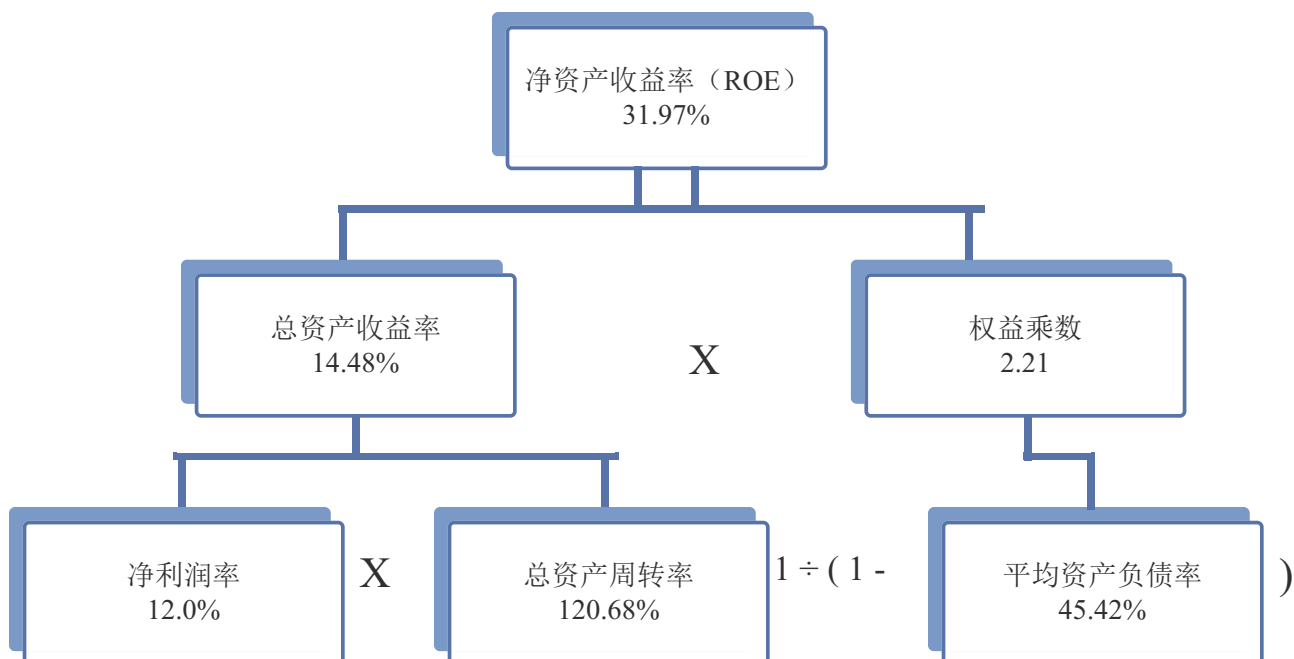 净资产收益率（ROE）
31.97%
总资产收益率
14.48%
X
权益乘数
2.21
净利润率
12.0%
X
总资产周转率
120.68%
1 ÷ ( 1 -
平均资产负债率
45.42%
)